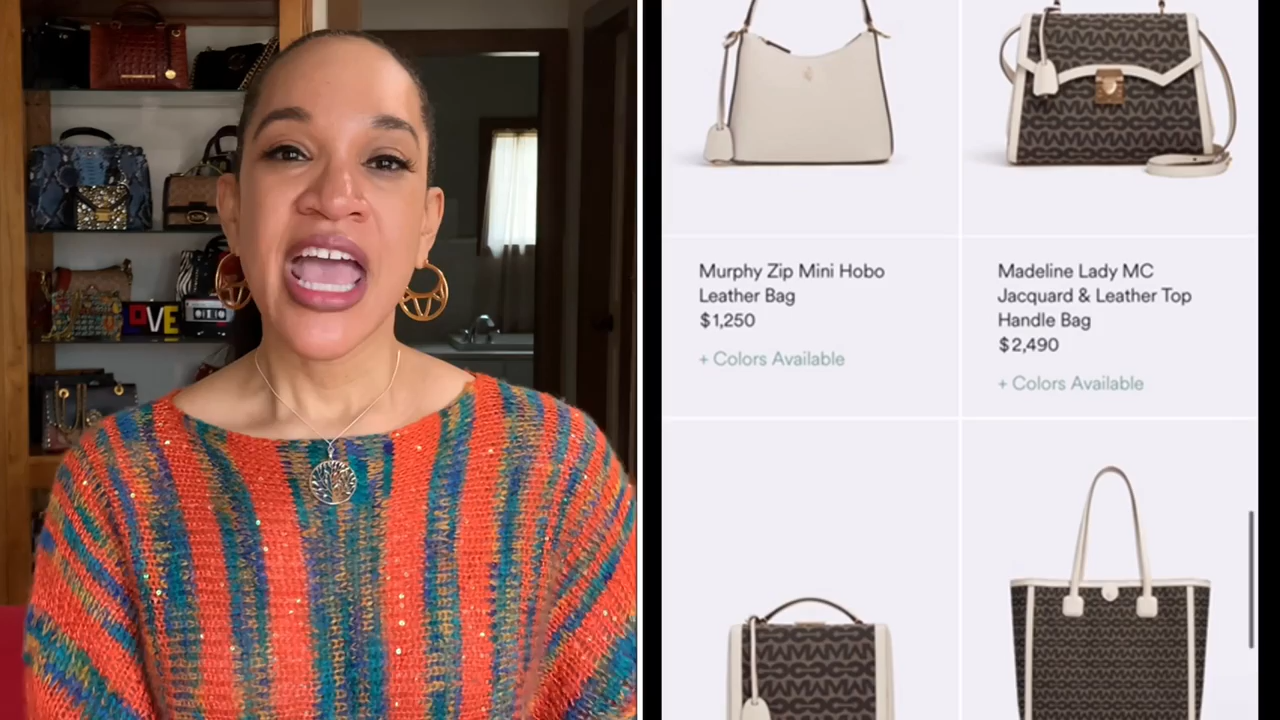 LOVE
Murphy Zip Mini Hobo
Leather Bag
$1,250
+ Colors Available
Madeline Lady MC
Jacquard & Leather Top
Handle Bag
$2,490
+ Colors Available